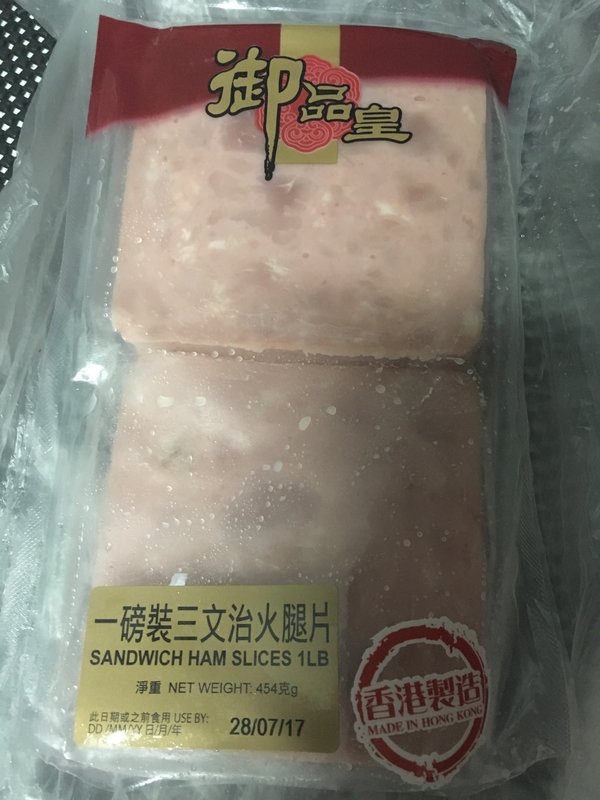 御品皇
一磅裝三文治火腿片
SANDWICH HAM SLICES 1LB
淨重 NET WEIGHT: 454克g
此日期或之前食用 USE BY:
DD /MM/YY 日/月/年
28/07/17
香港製造
MADE IN HONG KONG